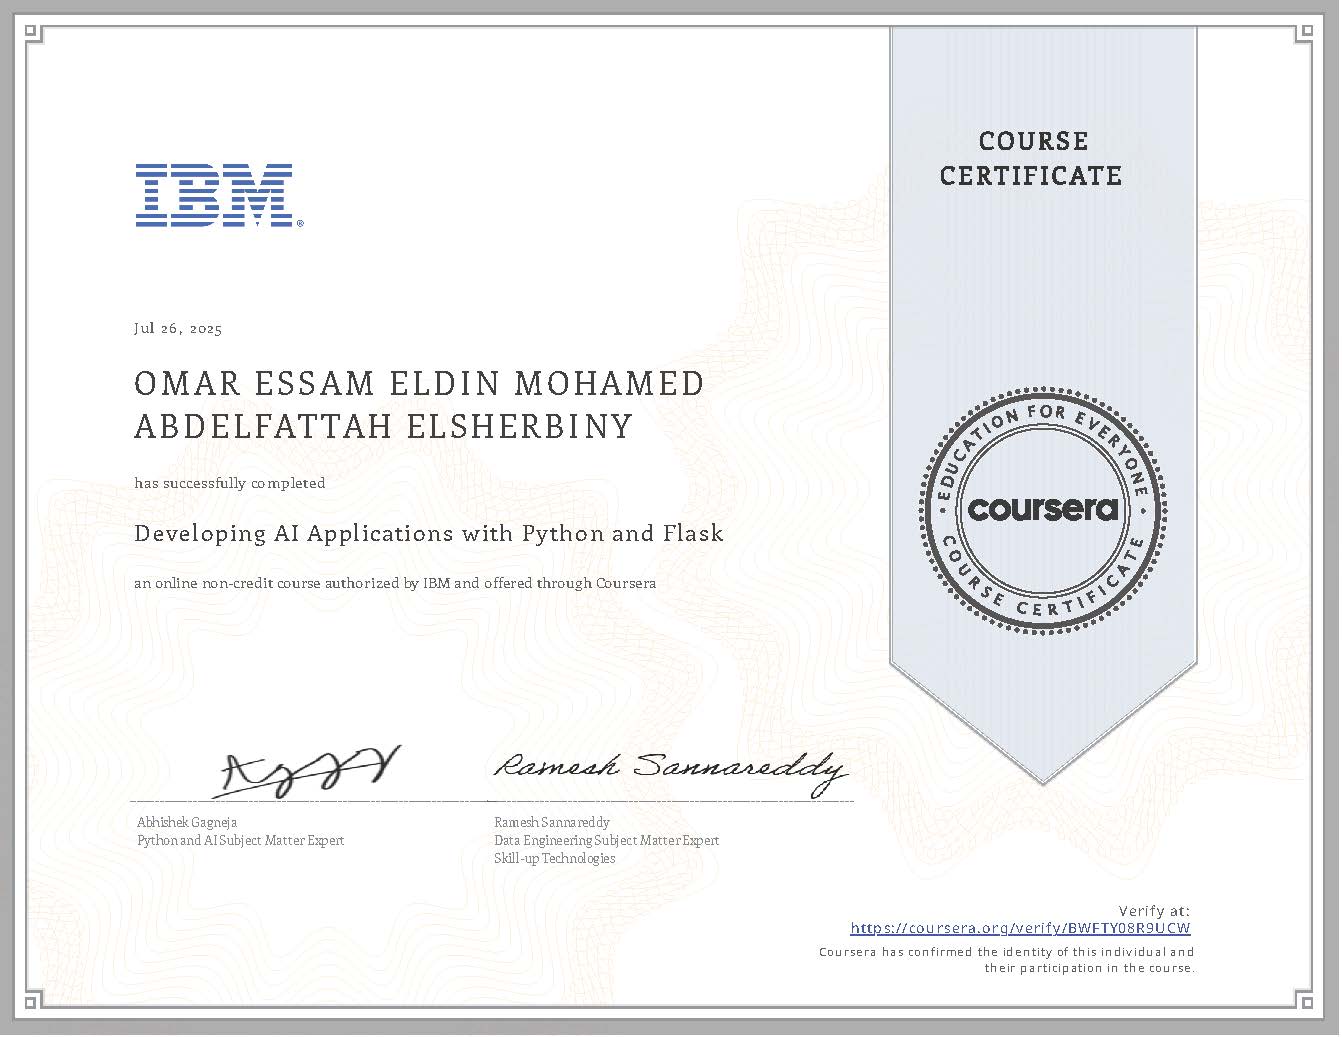 IBM®
COURSE
CERTIFICATE
Jul 26, 2025
OMAR ESSAM ELDIN MOHAMED
ABDELFATTAH ELSHERBINY
has successfully completed
Developing AI Applications with Python and Flask
an online non-credit course authorized by IBM and offered through Coursera
EDUCATION FOR EVERYONE
coursera
COURSE CERTIFICATE
Ramesh Sannareddy
Abhishek Gagneja
Python and AI Subject Matter Expert
Ramesh Sannareddy
Data Engineering Subject Matter Expert
Skill-up Technologies
Verify at:
https://coursera.org/verify/BWFTY08R9UCW
Coursera has confirmed the identity of this individual and
their participation in the course.